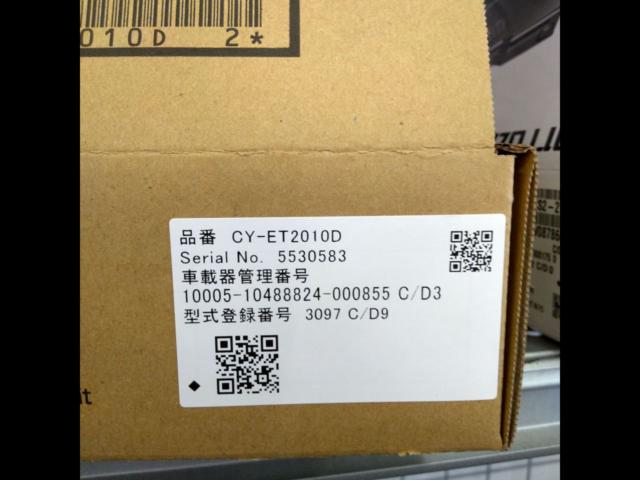 010D 2*
品番 CY-ET2010D
Serial No. 5530583
車載器管理番号
10005-10488824-000855 C/D3
型式登録番号 3097 C/D9